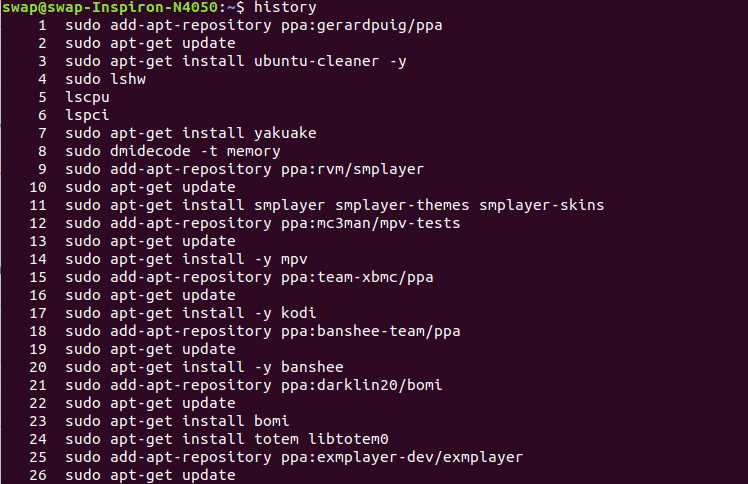 swap@swap-Inspiron-N4050:~$ history
1 sudo add-apt-repository ppa:gerardpuig/ppa
2 sudo apt-get update
3 sudo apt-get install ubuntu-cleaner -y
4 sudo lshw
5 lscpu
6 lspci
7 sudo apt-get install yakuake
8 sudo dmidecode -t memory
9 sudo add-apt-repository ppa:rvm/smplayer
10 sudo apt-get update
11 sudo apt-get install smplayer smplayer-themes smplayer-skins
12 sudo add-apt-repository ppa:mc3man/mpv-tests
13 sudo apt-get update
14 sudo apt-get install -y mpv
15 sudo add-apt-repository ppa:team-xbmc/ppa
16 sudo apt-get update
17 sudo apt-get install -y kodi
18 sudo add-apt-repository ppa:banshee-team/ppa
19 sudo apt-get update
20 sudo apt-get install -y banshee
21 sudo add-apt-repository ppa:darklin20/bomi
22 sudo apt-get update
23 sudo apt-get install bomi
24 sudo apt-get install totem libtotem0
25 sudo add-apt-repository ppa:exmplayer-dev/exmplayer
26 sudo apt-get update